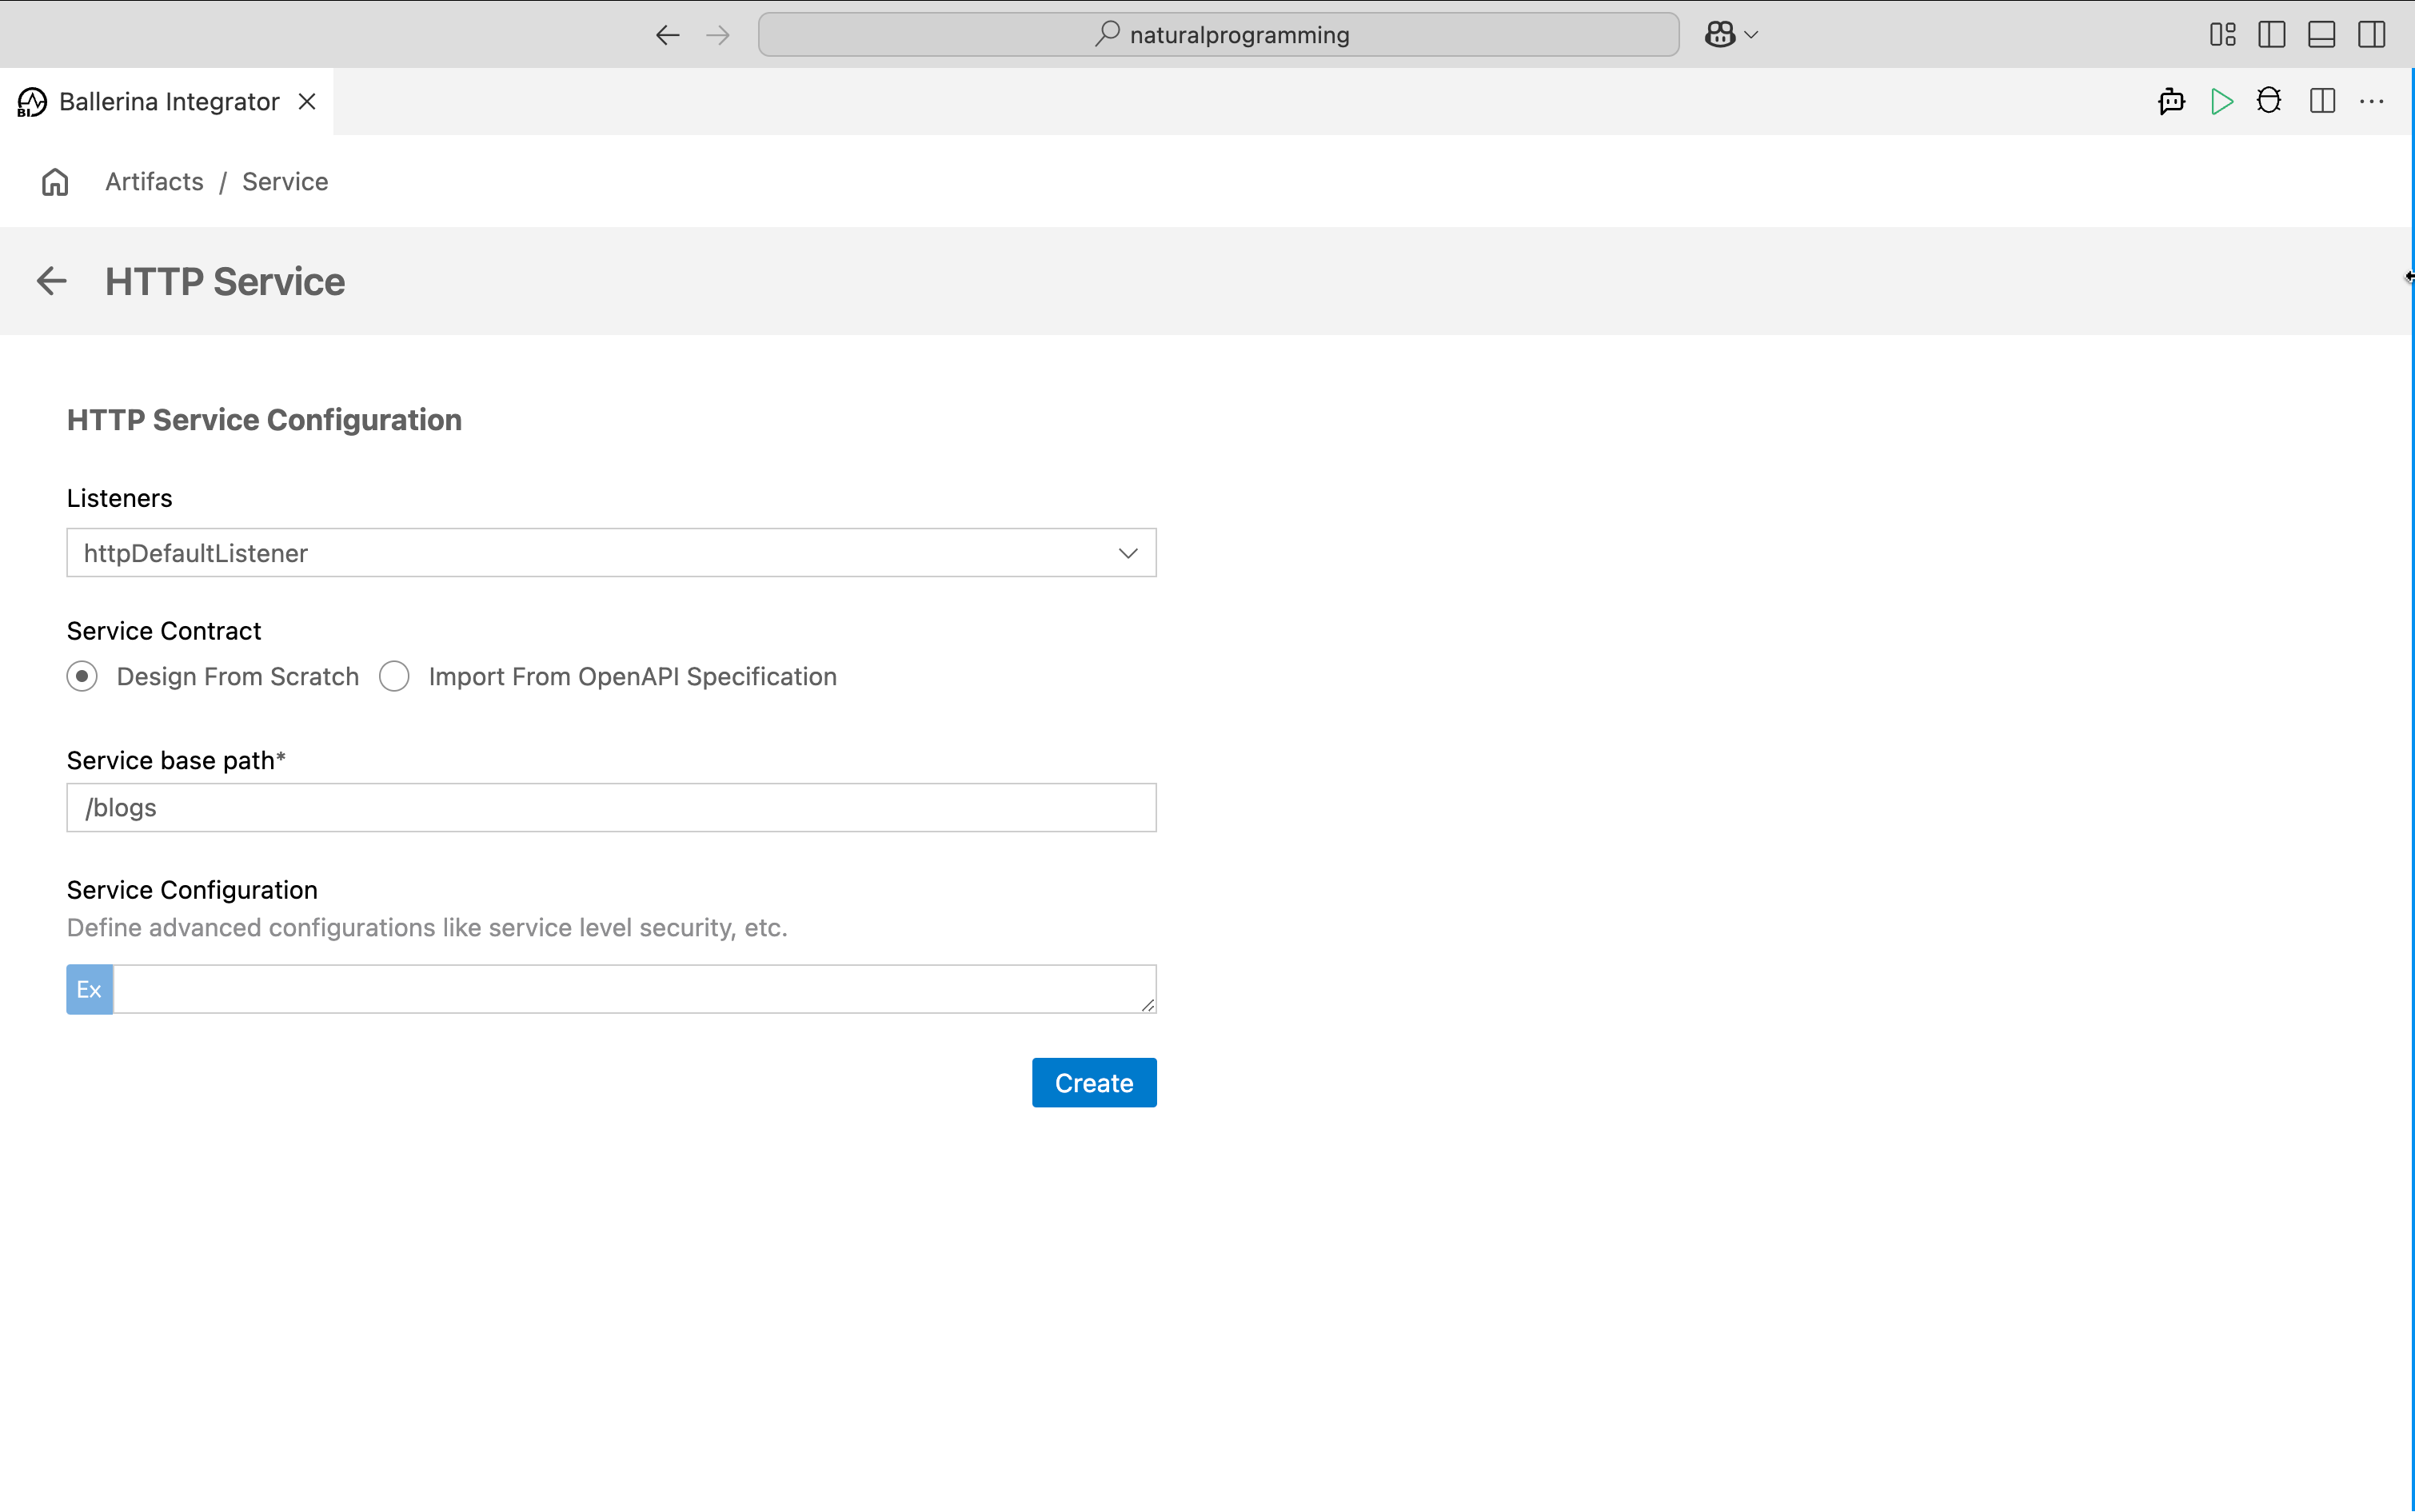 naturalprogramming
BI Ballerina Integrator
Artifacts / Service
HTTP Service
HTTP Service Configuration
Listeners
httpDefaultListener
Service Contract
Design From Scratch Import From OpenAPI Specification
Service base path*
/blogs
Service Configuration
Define advanced configurations like service level security, etc.
Ex
Create